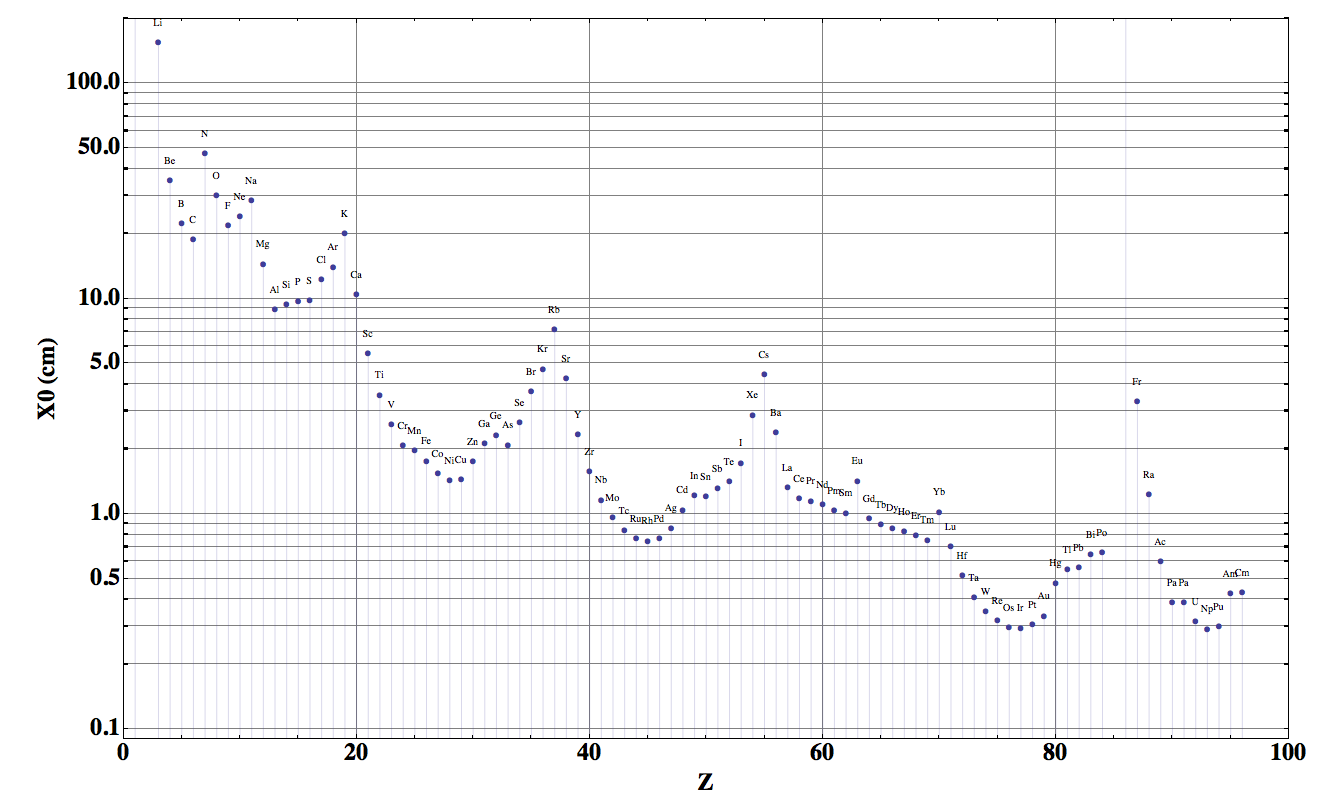 Li
100.0
N
50.0
Be
O
Na
Ne
B
F
C
K
Mg
Ar
Cl
Ca
Al
Si
P
S
10.0
Rb
Sc
Kr
Cs
5.0
Sr
Br
Ti
Fr
X0 (cm)
Xe
V
Se
Ge
Y
Ba
Cr
Mn
Ga
As
Fe
Zn
I
Co
Ni
Cu
Zr
Te
Eu
Nb
Sb
La
In
Sn
Ra
Cd
Ce
Pr
Nd
Pm
Sm
Yb
Mo
Gd
Ag
Tb
Dy
Ho
Er
Tm
1.0
Tc
Ru
Rh
Pd
Lu
Bi
Po
Ac
Tl
Pb
Hf
Hg
0.5
Ta
Am
Cm
Pa
Pa
W
Au
Re
Os
Ir
Pt
U
Np
Pu
0.1
0
20
40
60
80
100
Z